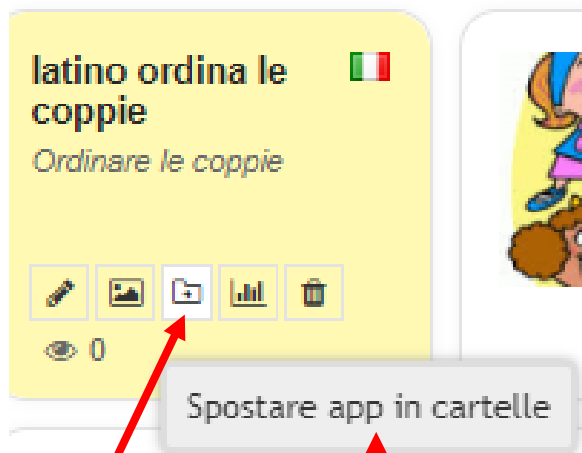 latino ordina le
coppie
Ordinare le coppie
0
Spostare app in cartelle